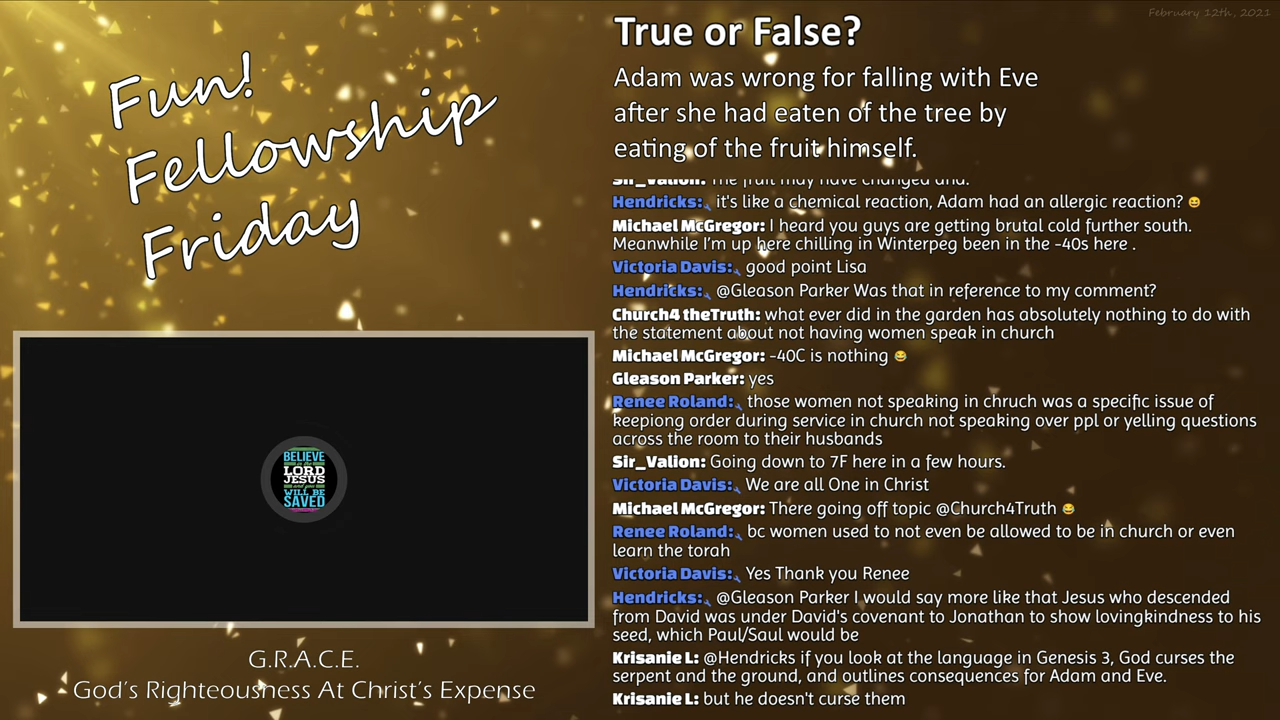 Fun!
Fellowship
Friday
BELIEVE
LORD
JESUS
WILL BE
SAVED
G.R.A.C.E.
God's Righteousness At Christ's Expense
February 12th, 2021
True or False?
Adam was wrong for falling with Eve
after she had eaten of the tree by
eating of the fruit himself.
Sir_Valion: The fruit may have changed and.
Hendricks: it's like a chemical reaction, Adam had an allergic reaction? 😆
Michael McGregor: I heard you guys are getting brutal cold further south.
Meanwhile I'm up here chilling in Winterpeg been in the -40s here .
Victoria Davis: good point Lisa
Hendricks: @Gleason Parker Was that in reference to my comment?
Church4 theTruth: what ever did in the garden has absolutely nothing to do with
the statement about not having women speak in church
Michael McGregor: -40C is nothing 😂
Gleason Parker: yes
Renee Roland: those women not speaking in chruch was a specific issue of
keepiong order during service in church not speaking over ppl or yelling questions
across the room to their husbands
Sir_Valion: Going down to 7F here in a few hours.
Victoria Davis: We are all One in Christ
Michael McGregor: There going off topic @Church4Truth 😂
Renee Roland: bc women used to not even be allowed to be in church or even
learn the torah
Victoria Davis: Yes Thank you Renee
Hendricks: @Gleason Parker I would say more like that Jesus who descended
from David was under David's covenant to Jonathan to show lovingkindness to his
seed, which Paul/Saul would be
Krisanie L: @Hendricks if you look at the language in Genesis 3, God curses the
serpent and the ground, and outlines consequences for Adam and Eve.
Krisanie L: but he doesn't curse them